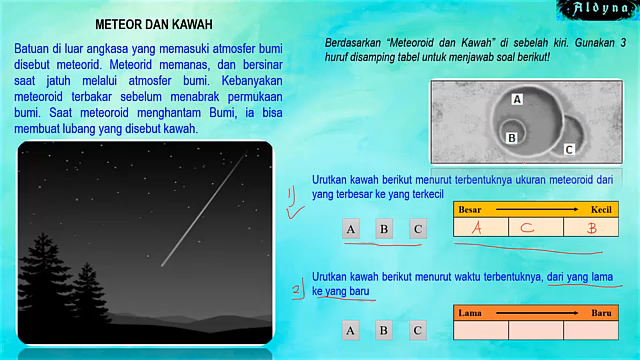 Aldyna
METEOR DAN KAWAH
Batuan di luar angkasa yang memasuki atmosfer bumi
disebut meteorid. Meteorid memanas, dan bersinar
saat jatuh melalui atmosfer bumi. Kebanyakan
meteoroid terbakar sebelum menabrak permukaan
bumi. Saat meteoroid menghantam Bumi, ia bisa
membuat lubang yang disebut kawah.
Berdasarkan “Meteoroid dan Kawah” di sebelah kiri. Gunakan 3
huruf disamping tabel untuk menjawab soal berikut!
A
B
C
1)
Urutkan kawah berikut menurut terbentuknya ukuran meteoroid dari
yang terbesar ke yang terkecil
A B C
Besar Kecil
A C B
2)
Urutkan kawah berikut menurut waktu terbentuknya, dari yang lama
ke yang baru
A B C
Lama Baru